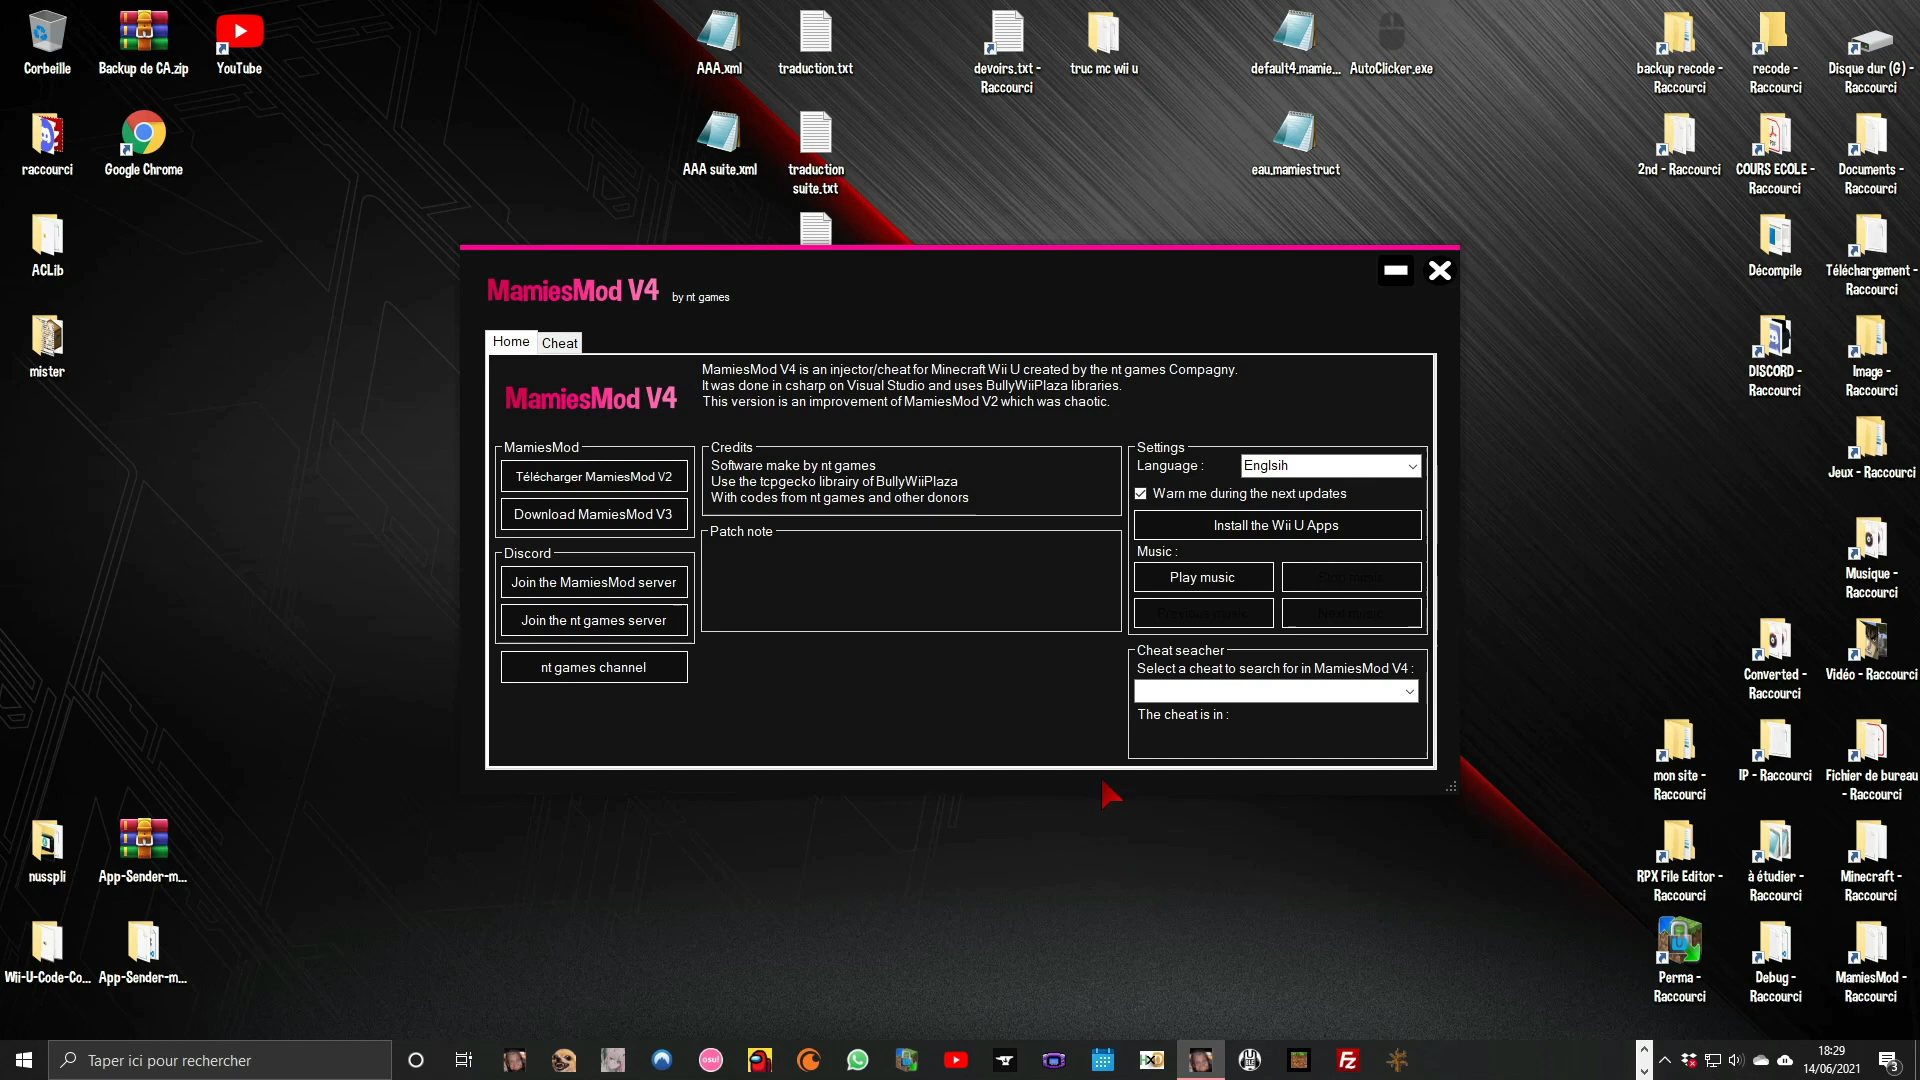 Corbeille
Backup de CA.zip
YouTube
AAA.xml
traduction.txt
devoirs.txt - Raccourci
truc mc wii u
default4.mamie...
AutoClicker.exe
backup recode - Raccourci
recode - Raccourci
Disque dur (G) - Raccourci
raccourci
Google Chrome
AAA suite.xml
traduction suite.txt
eau.mamiestruct
2nd - Raccourci
COURS ECOLE - Raccourci
Documents - Raccourci
ACLib
Décompile
Téléchargement - Raccourci
mister
DISCORD - Raccourci
Image - Raccourci
Jeux - Raccourci
Musique - Raccourci
Converted - Raccourci
Vidéo - Raccourci
mon site - Raccourci
IP - Raccourci
Fichier de bureau - Raccourci
nusspli
App-Sender-m...
RPX File Editor - Raccourci
à étudier - Raccourci
Minecraft - Raccourci
Wii-U-Code-Co...
App-Sender-m...
Perma - Raccourci
Debug - Raccourci
MamiesMod - Raccourci
MamiesMod V4 by nt games
Home
Cheat
MamiesMod V4
MamiesMod V4 is an injector/cheat for Minecraft Wii U created by the nt games Compagny.
It was done in csharp on Visual Studio and uses BullyWiiPlaza libraries.
This version is an improvement of MamiesMod V2 which was chaotic.
MamiesMod
Télécharger MamiesMod V2
Download MamiesMod V3
Discord
Join the MamiesMod server
Join the nt games server
nt games channel
Credits
Software make by nt games
Use the tcpgecko librairy of BullyWiiPlaza
With codes from nt games and other donors
Patch note
Settings
Language :
Englsih
Warn me during the next updates
Install the Wii U Apps
Music :
Play music
Cheat seacher
Select a cheat to search for in MamiesMod V4 :
The cheat is in :
Taper ici pour rechercher
osu!
18:29
14/06/2021
3